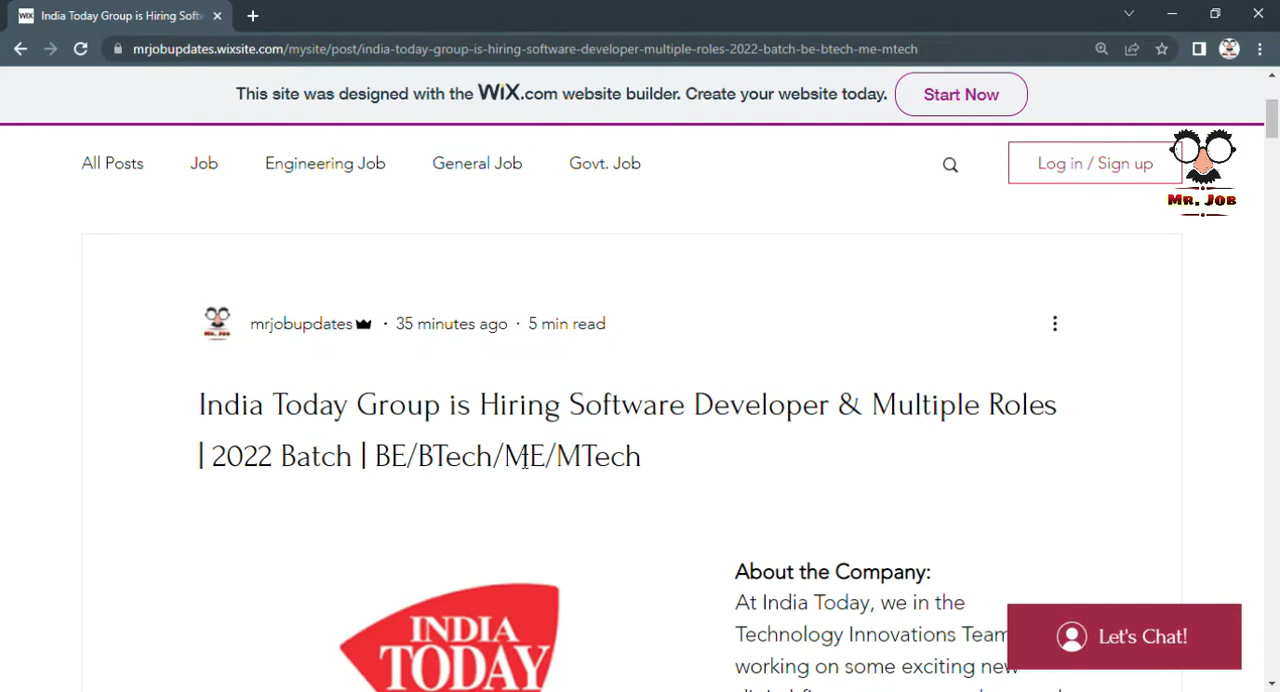 WiX India Today Group is Hiring Softw
mrjobupdates.wixsite.com/mysite/post/india-today-group-is-hiring-software-developer-multiple-roles-2022-batch-be-btech-me-mtech
This site was designed with the WiX.com website builder. Create your website today. Start Now
All Posts Job Engineering Job General Job Govt. Job Log in / Sign up
MR. JOB
mrjobupdates · 35 minutes ago · 5 min read
MR. JOB
India Today Group is Hiring Software Developer & Multiple Roles
| 2022 Batch | BE/BTech/ME/MTech
About the Company:
At India Today, we in the
Technology Innovations Team
working on some exciting new
INDIA
TODAY
Let's Chat!